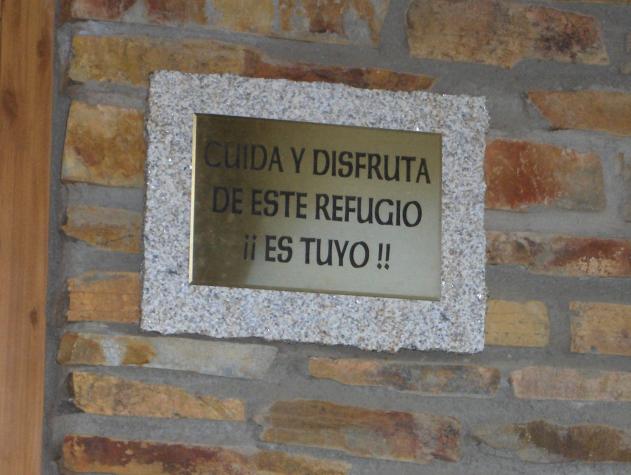 CUIDA Y DISFRUTA
DE ESTE REFUGIO
¡¡ ES TUYO !!